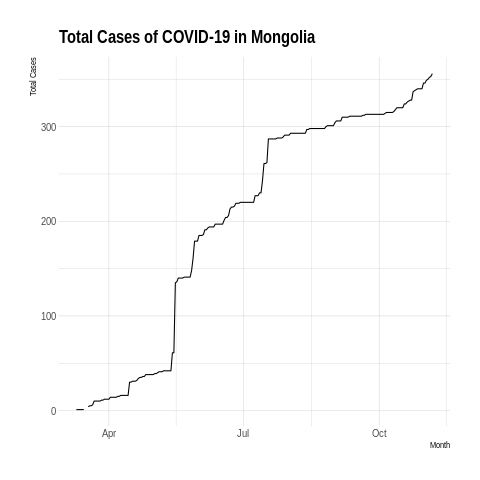 Total Cases of COVID-19 in Mongolia
Total Cases
300
200
100
0
Apr Jul Oct
Month